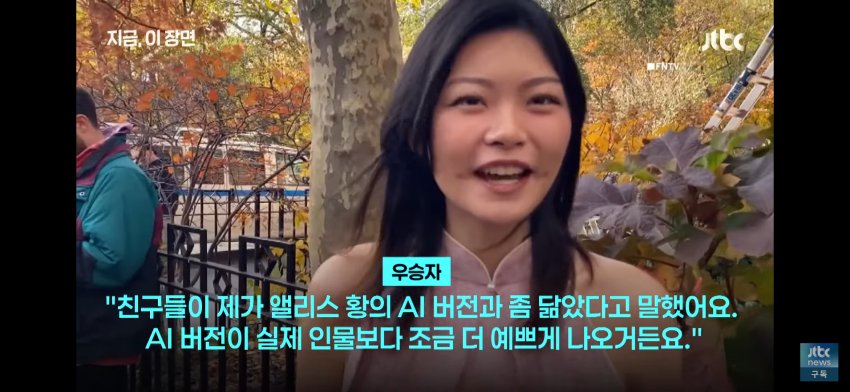 지금, 이 장면
jtbc
FNTV
우승자
"친구들이 제가 앨리스 황의 AI 버전과 좀 닮았다고 말했어요.
AI 버전이 실제 인물보다 조금 더 예쁘게 나오거든요."
jtbc
news
구독